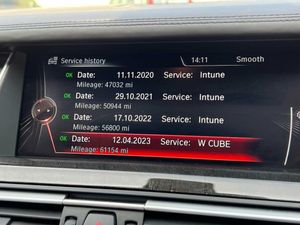 Service history 14:11 Smooth
OK Date: 11.11.2020 Service: Intune
Mileage: 47032 mi
OK Date: 29.10.2021 Service: Intune
Mileage: 50944 mi
OK Date: 17.10.2022 Service: Intune
Mileage: 56800 mi
OK Date: 12.04.2023 Service: W CUBE
Mileage: 61154 mi